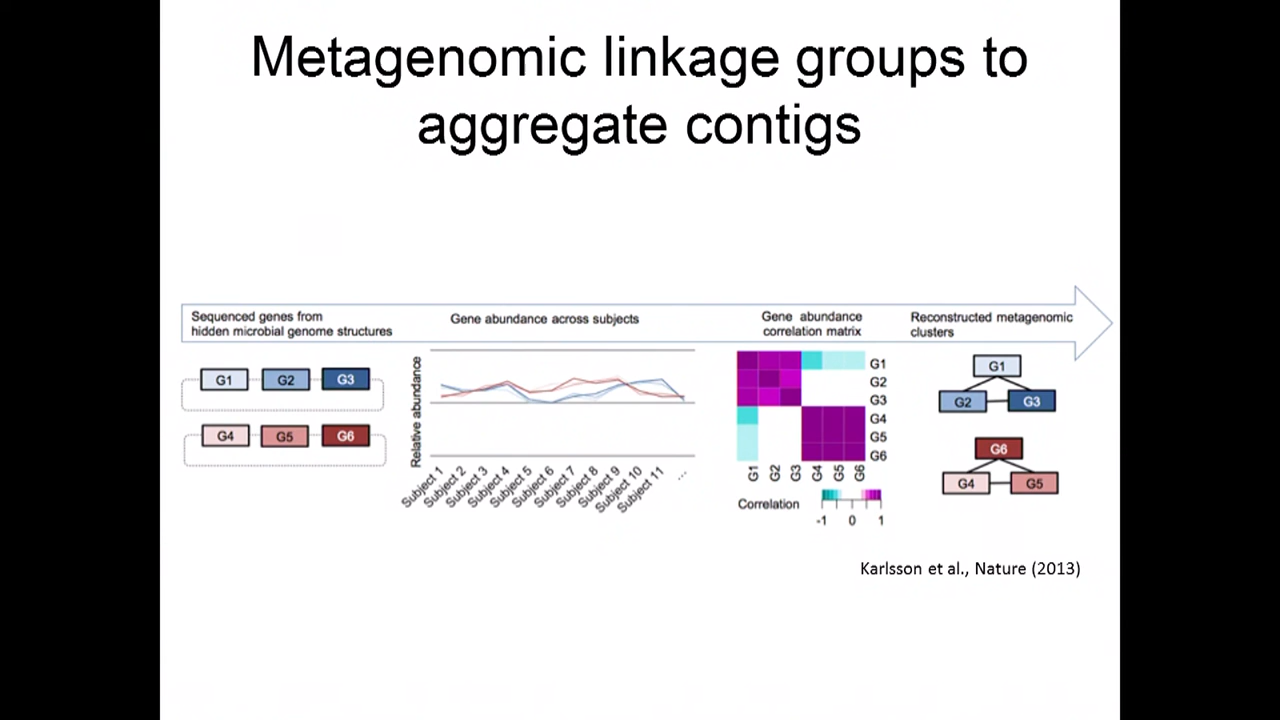 Metagenomic linkage groups to
aggregate contigs
Sequenced genes from
hidden microbial genome structures
Gene abundance across subjects
Gene abundance
correlation matrix
Reconstructed metagenomic
clusters
G1 G2 G3
G4 G5 G6
Relative abundance
Subject 1
Subject 2
Subject 3
Subject 4
Subject 5
Subject 6
Subject 7
Subject 8
Subject 9
Subject 10
Subject 11
...
G1
G2
G3
G4
G5
G6
G1 G2 G3 G4 G5 G6
Correlation
-1 0 1
G1
G2 G3
G6
G4 G5
Karlsson et al., Nature (2013)